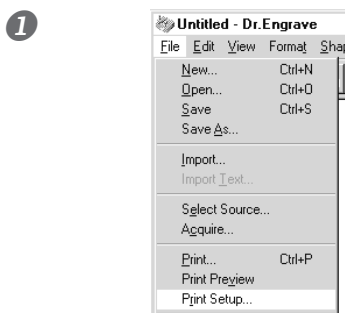 1
Untitled - Dr.Engrave
File Edit View Format
New... Ctrl+N
Open... Ctrl+O
Save Ctrl+S
Save As...
Import...
Import Text...
Select Source...
Acquire...
Print... Ctrl+P
Print Preview
Print Setup...